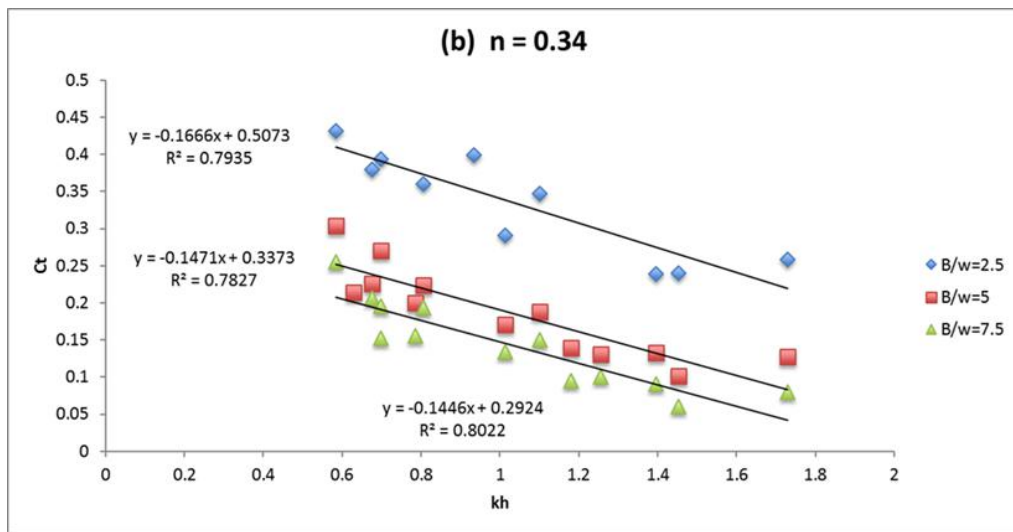 (b) n = 0.34
0.5
0.45
0.4
0.35
0.3
0.25
0.2
0.15
0.1
0.05
0
Ct
y = -0.1666x + 0.5073
R² = 0.7935
y = -0.1471x + 0.3373
R² = 0.7827
y = -0.1446x + 0.2924
R² = 0.8022
B/w=2.5
B/w=5
B/w=7.5
0 0.2 0.4 0.6 0.8 1 1.2 1.4 1.6 1.8 2
kh